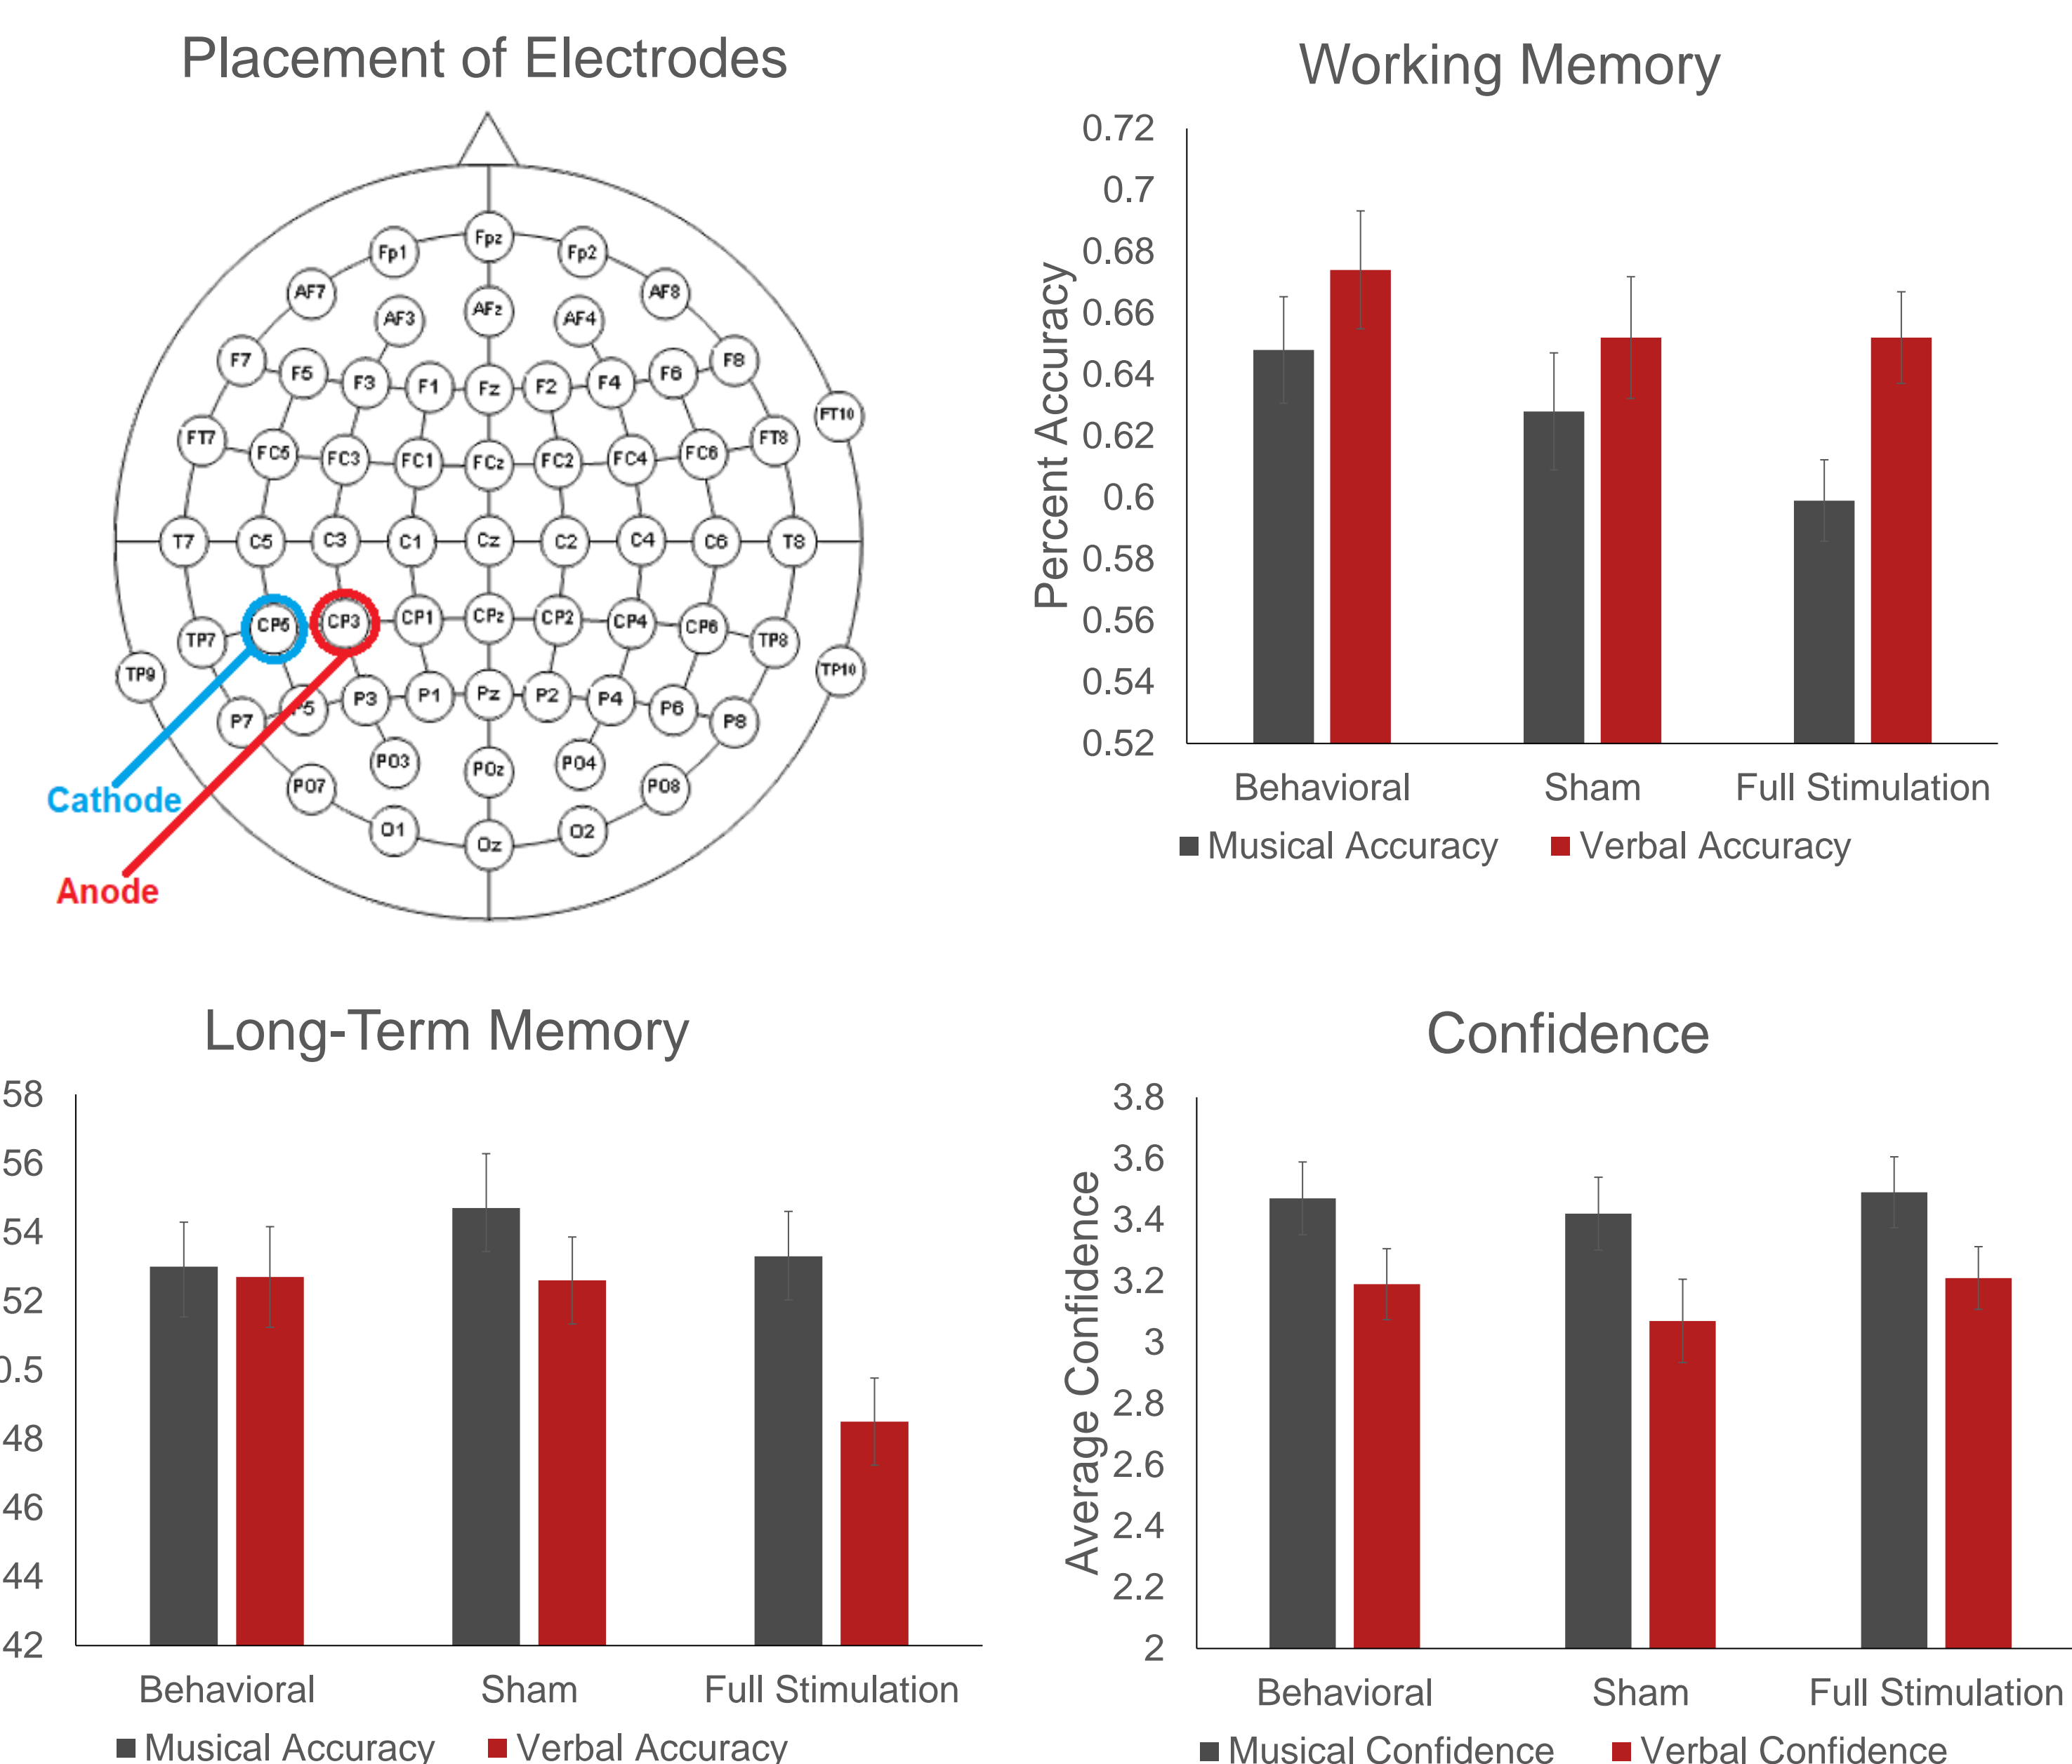 Placement of Electrodes
Fpz
Fp1
Fp2
AF7
AF8
AF3
AFz
AF4
F7
F5
F3
F1
Fz
F2
F4
F6
F8
FT10
FT7
FC5
FC3
FC1
FCz
FC2
FC4
FC6
FT8
T7
C5
C3
C1
Cz
C2
C4
C6
T8
TP9
TP7
CP5
CP3
CP1
CPz
CP2
CP4
CP6
TP8
TP10
P7
P5
P3
P1
Pz
P2
P4
P6
P8
PO7
PO3
POz
PO4
PO8
O1
Oz
O2
Cathode
Anode
Working Memory
Percent Accuracy
0.72
0.7
0.68
0.66
0.64
0.62
0.6
0.58
0.56
0.54
0.52
Behavioral Sham Full Stimulation
Musical Accuracy Verbal Accuracy
Long-Term Memory
58
56
54
52
0.5
48
46
44
42
Behavioral Sham Full Stimulation
Musical Accuracy Verbal Accuracy
Confidence
Average Confidence
3.8
3.6
3.4
3.2
3
2.8
2.6
2.4
2.2
2
Behavioral Sham Full Stimulation
Musical Confidence Verbal Confidence